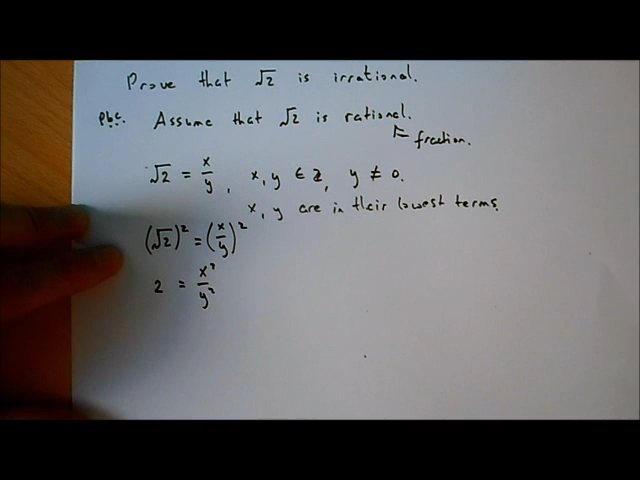 Prove that √2 is irrational.
Pbc. Assume that √2 is rational.
fraction.
√2 = x/y, x, y ∈ ℤ, y ≠ 0.
x, y are in their lowest terms.
(√2)² = (x/y)²
2 = x²/y²